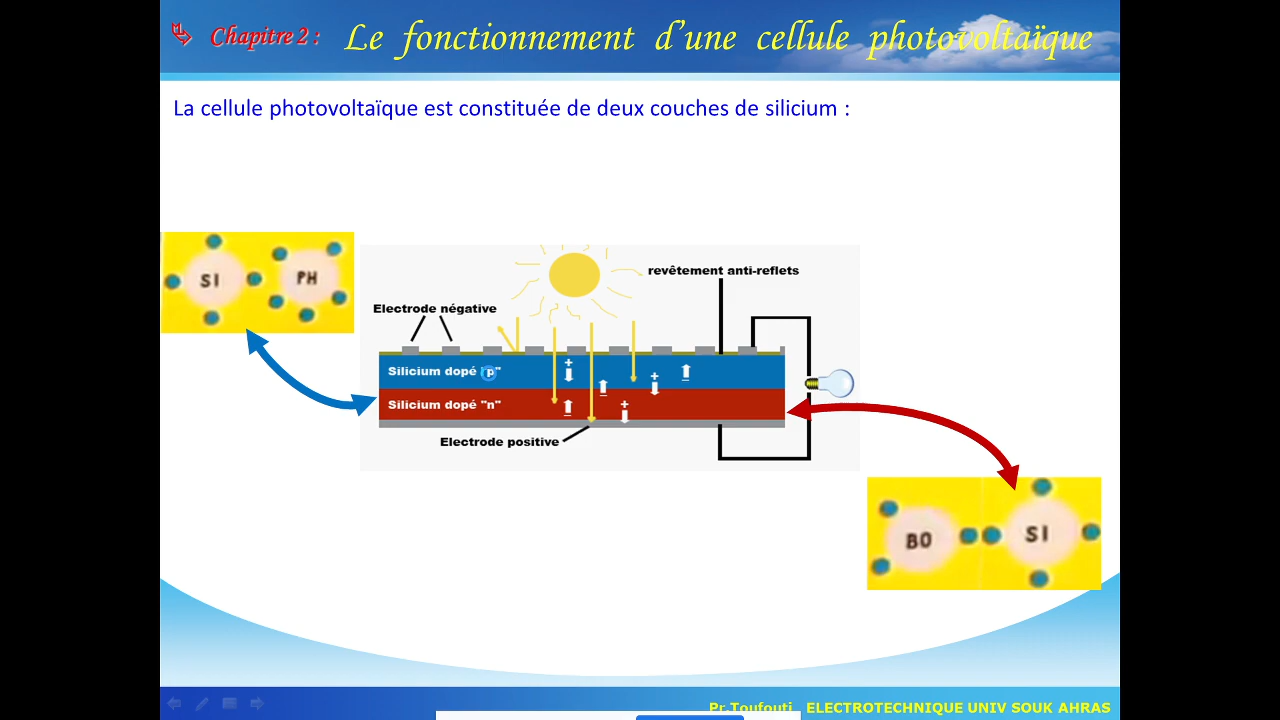 Chapitre 2 : Le fonctionnement d'une cellule photovoltaïque
La cellule photovoltaïque est constituée de deux couches de silicium :
SI PH
revêtement anti-reflets
Electrode négative
+
Silicium dopé "p"
+
Silicium dopé "n"
+
Electrode positive
BO SI
Pr.Toufouti ELECTROTECHNIQUE UNIV SOUK AHRAS